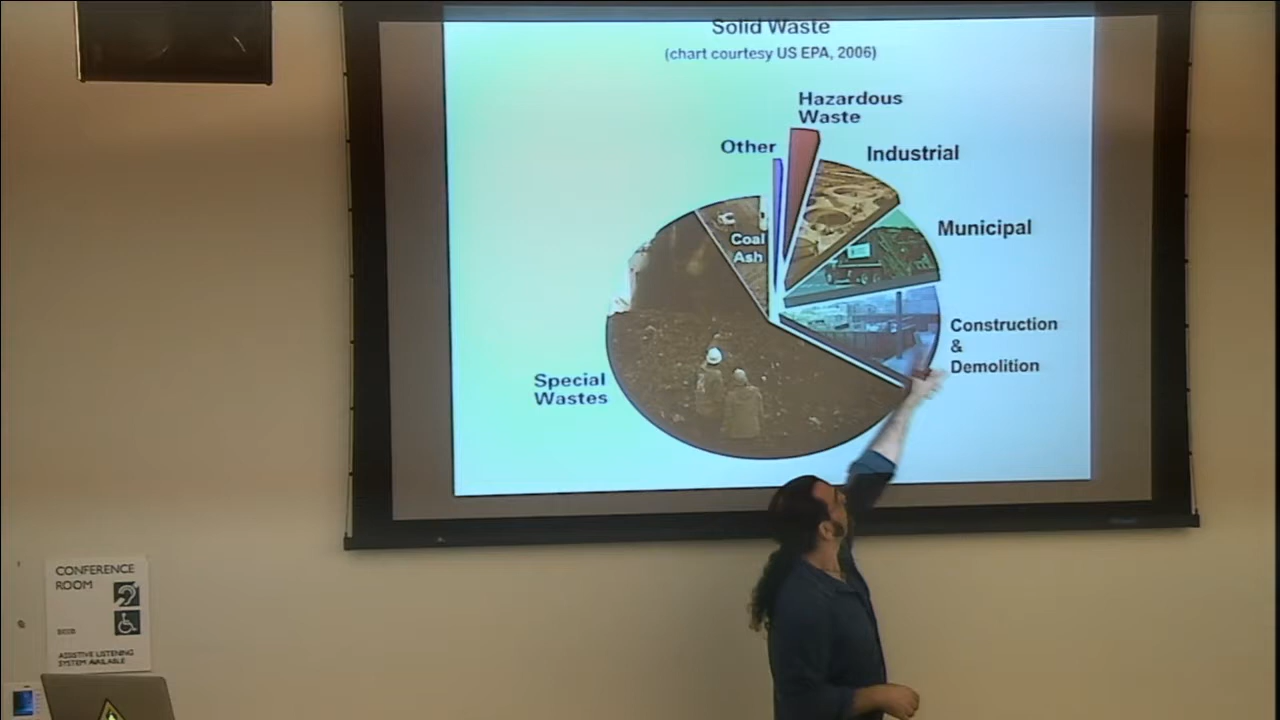 Solid Waste
(chart courtesy US EPA, 2006)
Hazardous
Waste
Other
Industrial
Coal
Ash
Municipal
Construction
&
Demolition
Special
Wastes
CONFERENCE
ROOM
ASSISTIVE LISTENING
SYSTEM AVAILABLE